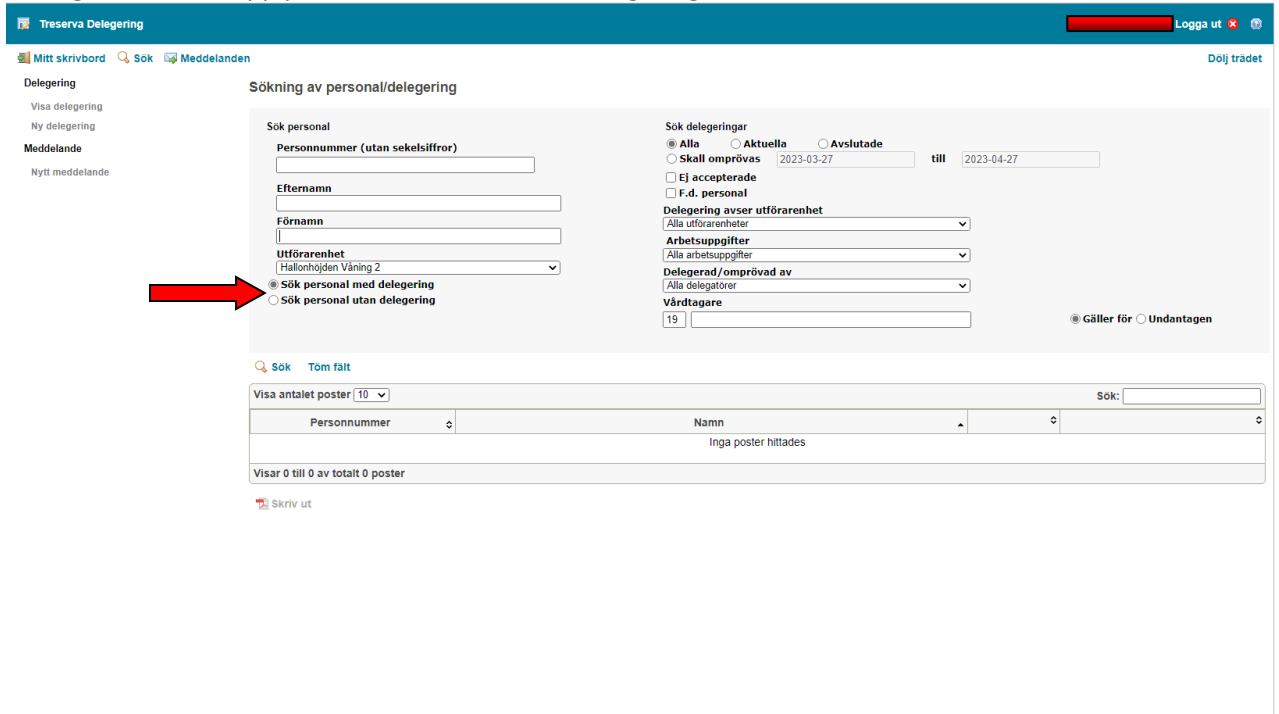 Treserva Delegering
Logga ut
Mitt skrivbord Sök Meddelanden
Dölj trädet
Delegering
Visa delegering
Ny delegering
Meddelande
Nytt meddelande
Sökning av personal/delegering
Sök personal
Personnummer (utan sekelsiffror)
Efternamn
Förnamn
Utförarenhet
Hallonhöjden Våning 2
Sök personal med delegering
Sök personal utan delegering
Sök delegeringar
Alla Aktuella Avslutade
Skall omprövas 2023-03-27 till 2023-04-27
Ej accepterade
F.d. personal
Delegering avser utförarenhet
Alla utförarenheter
Arbetsuppgifter
Alla arbetsuppgifter
Delegerad/omprövad av
Alla delegatörer
Vårdtagare
19
Gäller för Undantagen
Sök Töm fält
Visa antalet poster 10
Sök:
Personnummer Namn
Inga poster hittades
Visar 0 till 0 av totalt 0 poster
Skriv ut